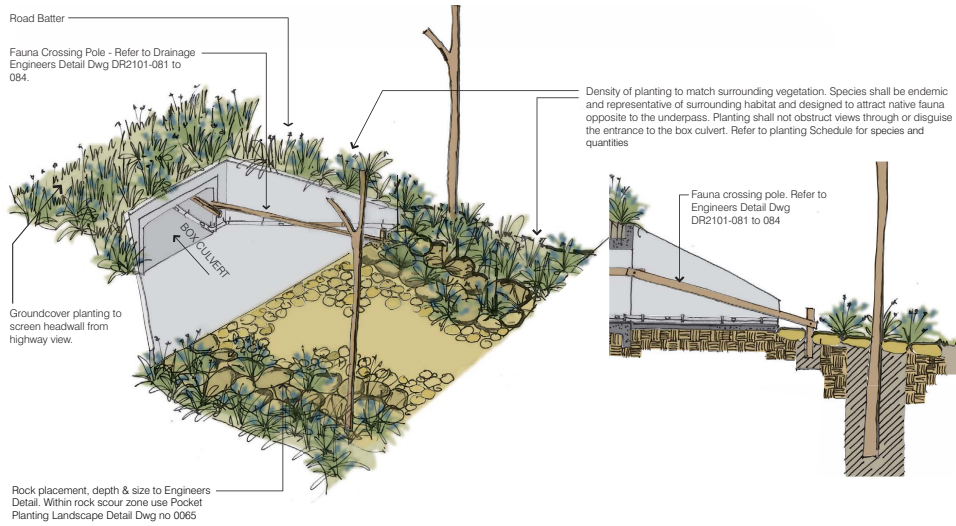 Road Batter
Fauna Crossing Pole - Refer to Drainage
Engineers Detail Dwg DR2101-081 to
084.
Density of planting to match surrounding vegetation. Species shall be endemic
and representative of surrounding habitat and designed to attract native fauna
opposite to the underpass. Planting shall not obstruct views through or disguise
the entrance to the box culvert. Refer to planting Schedule for species and
quantities
Fauna crossing pole. Refer to
Engineers Detail Dwg
DR2101-081 to 084
BOX CULVERT
Groundcover planting to
screen headwall from
highway view.
Rock placement, depth & size to Engineers
Detail. Within rock scour zone use Pocket
Planting Landscape Detail Dwg no 0065